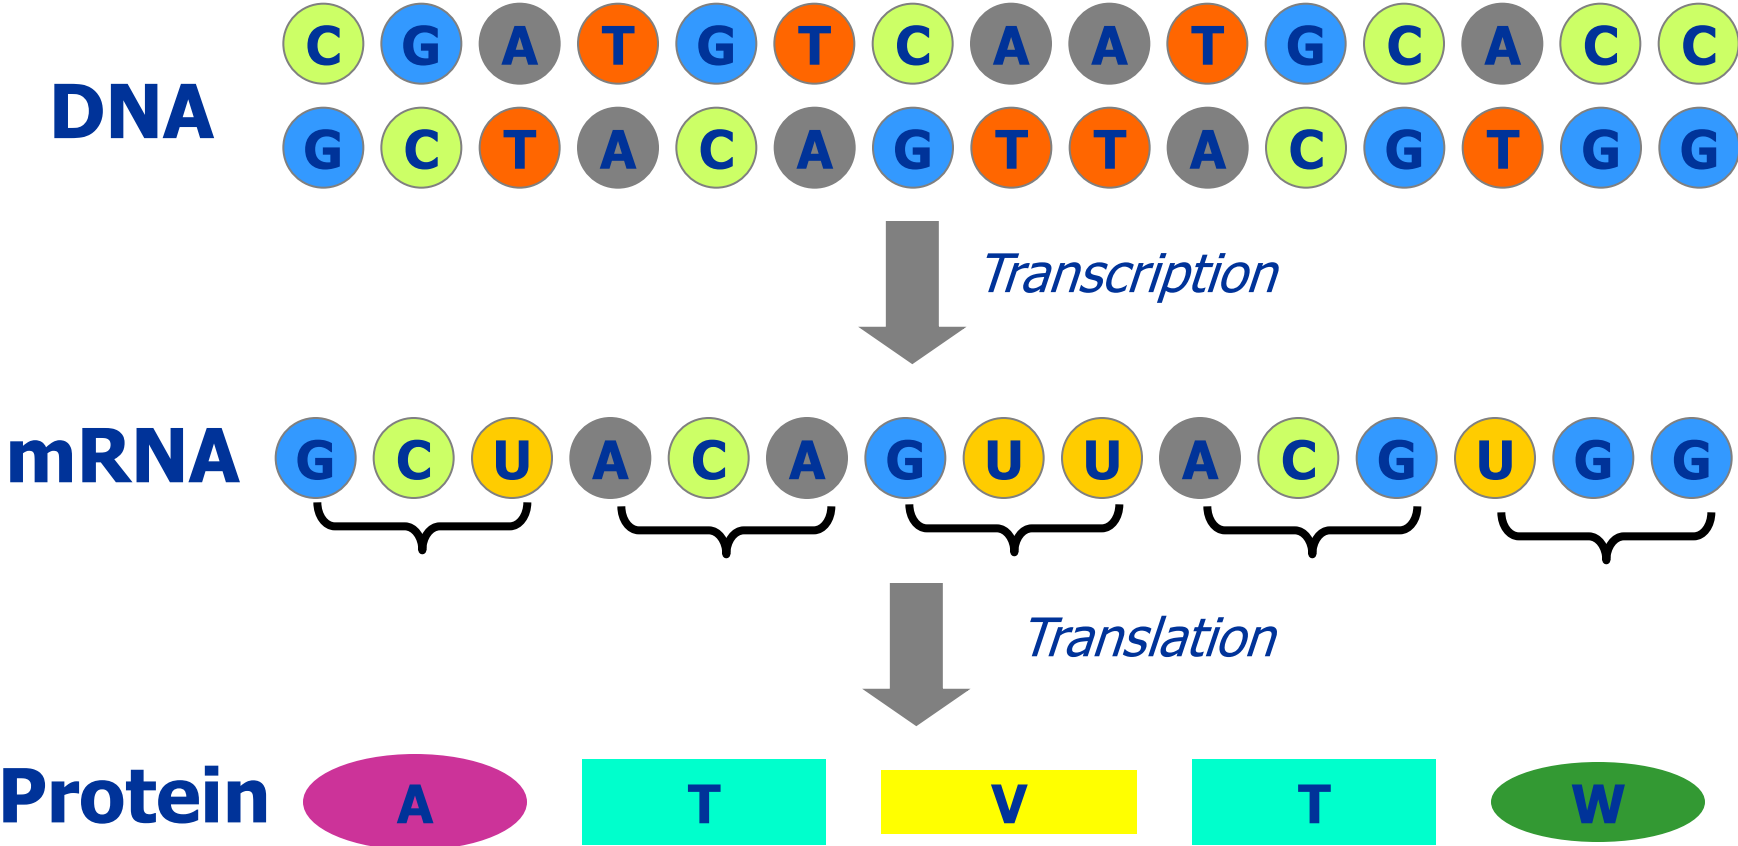 C G A T G T C A A T G C A C C
DNA
G C T A C A G T T A C G T G G
Transcription
mRNA G C U A C A G U U A C G U G G
Translation
Protein A T V T W